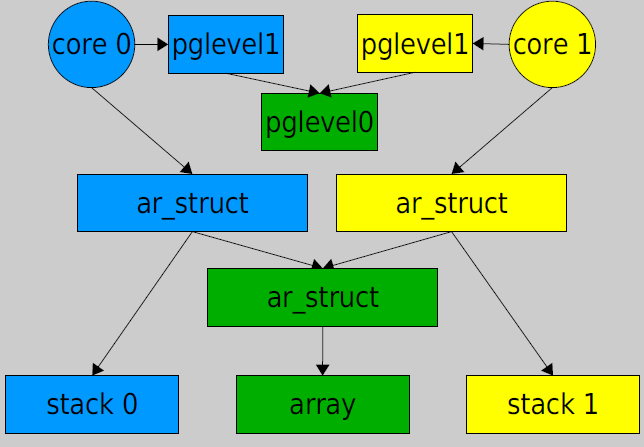 core 0
pglevel1
pglevel1
core 1
pglevel0
ar_struct
ar_struct
ar_struct
stack 0
array
stack 1